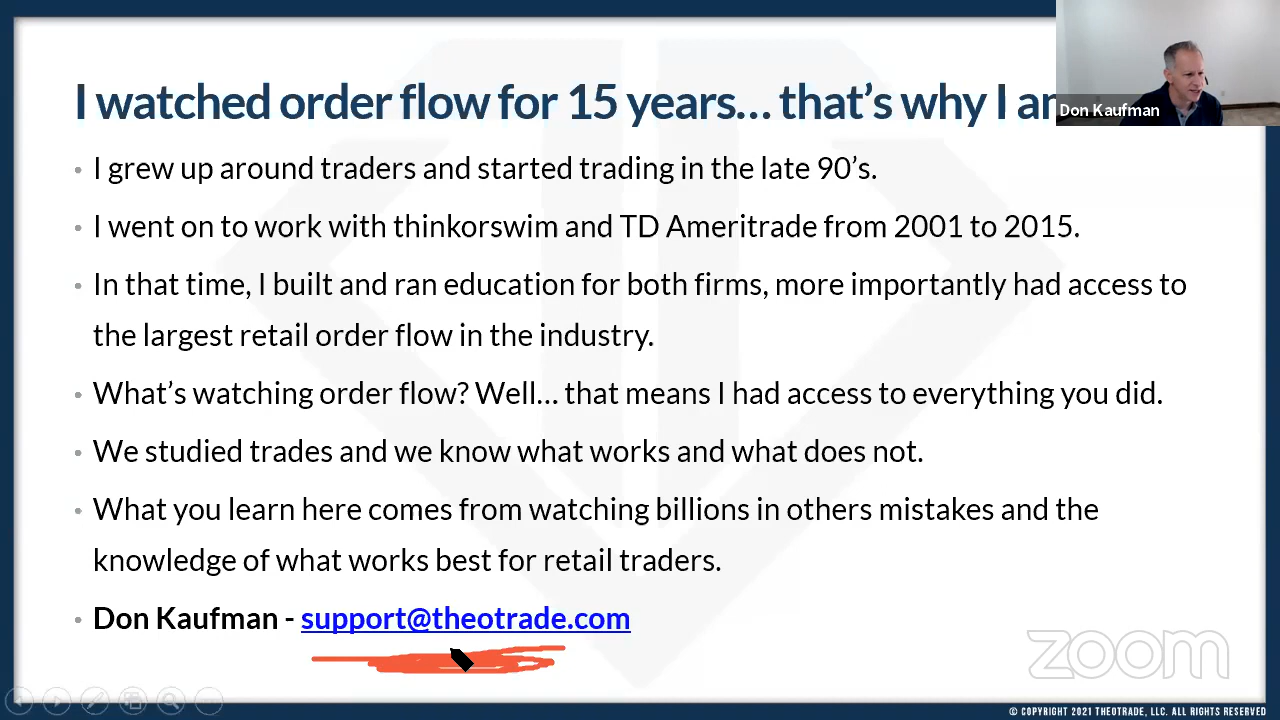 I watched order flow for 15 years... that's why I
Don Kaufman
• I grew up around traders and started trading in the late 90's.
• I went on to work with thinkorswim and TD Ameritrade from 2001 to 2015.
• In that time, I built and ran education for both firms, more importantly had access to
the largest retail order flow in the industry.
• What's watching order flow? Well... that means I had access to everything you did.
• We studied trades and we know what works and what does not.
• What you learn here comes from watching billions in others mistakes and the
knowledge of what works best for retail traders.
• Don Kaufman - support@theotrade.com
zoom
© COPYRIGHT 2021 THEOTRADE, LLC. ALL RIGHTS RESERVED